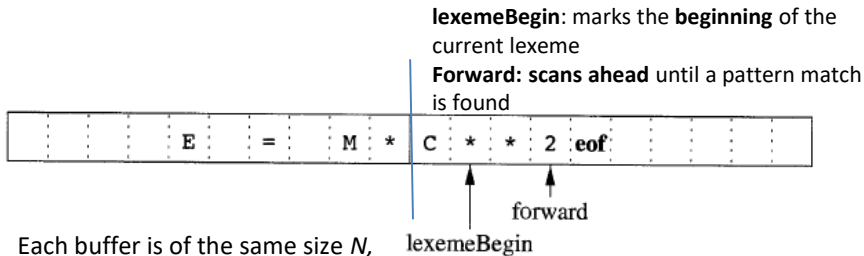 lexemeBegin: marks the beginning of the
current lexeme
Forward: scans ahead until a pattern match
is found
E = M * C * * 2 eof
forward
lexemeBegin
Each buffer is of the same size N,